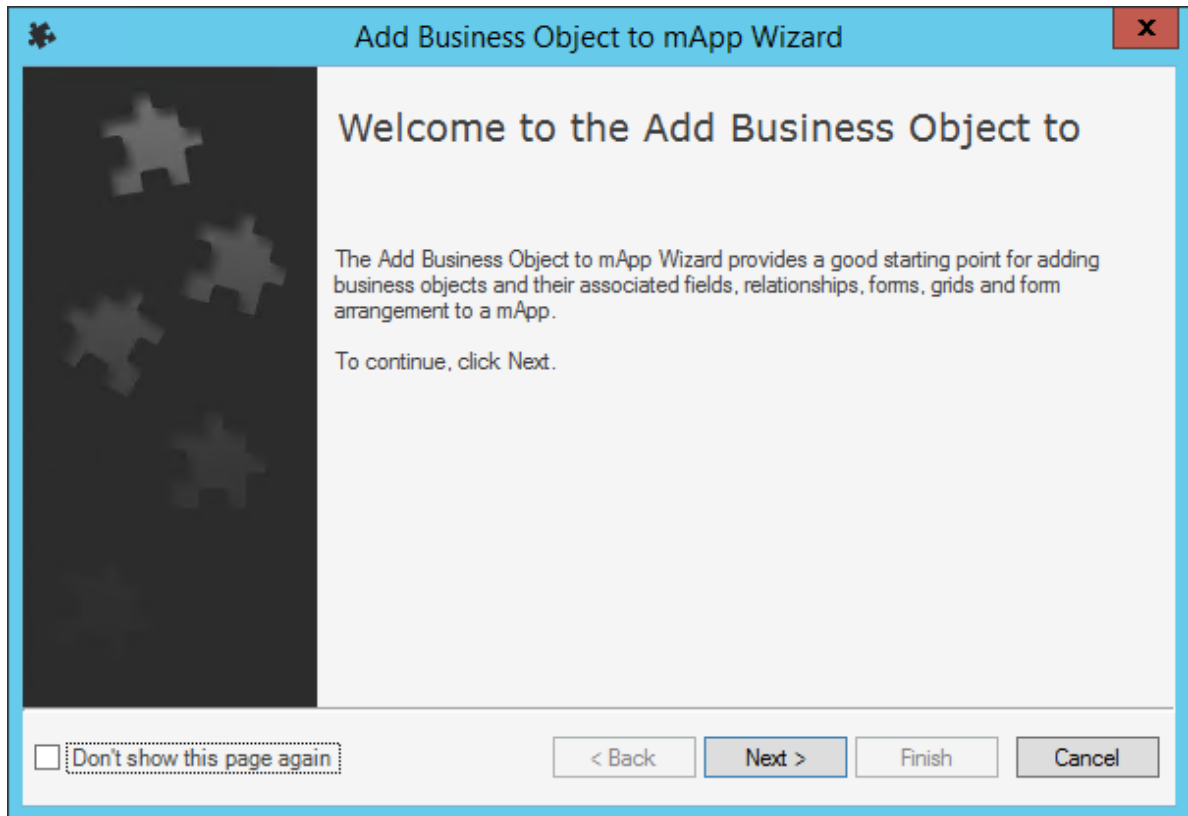 Add Business Object to mApp Wizard
X
Welcome to the Add Business Object to
The Add Business Object to mApp Wizard provides a good starting point for adding
business objects and their associated fields, relationships, forms, grids and form
arrangement to a mApp.
To continue, click Next.
Don't show this page again
< Back
Next >
Finish
Cancel